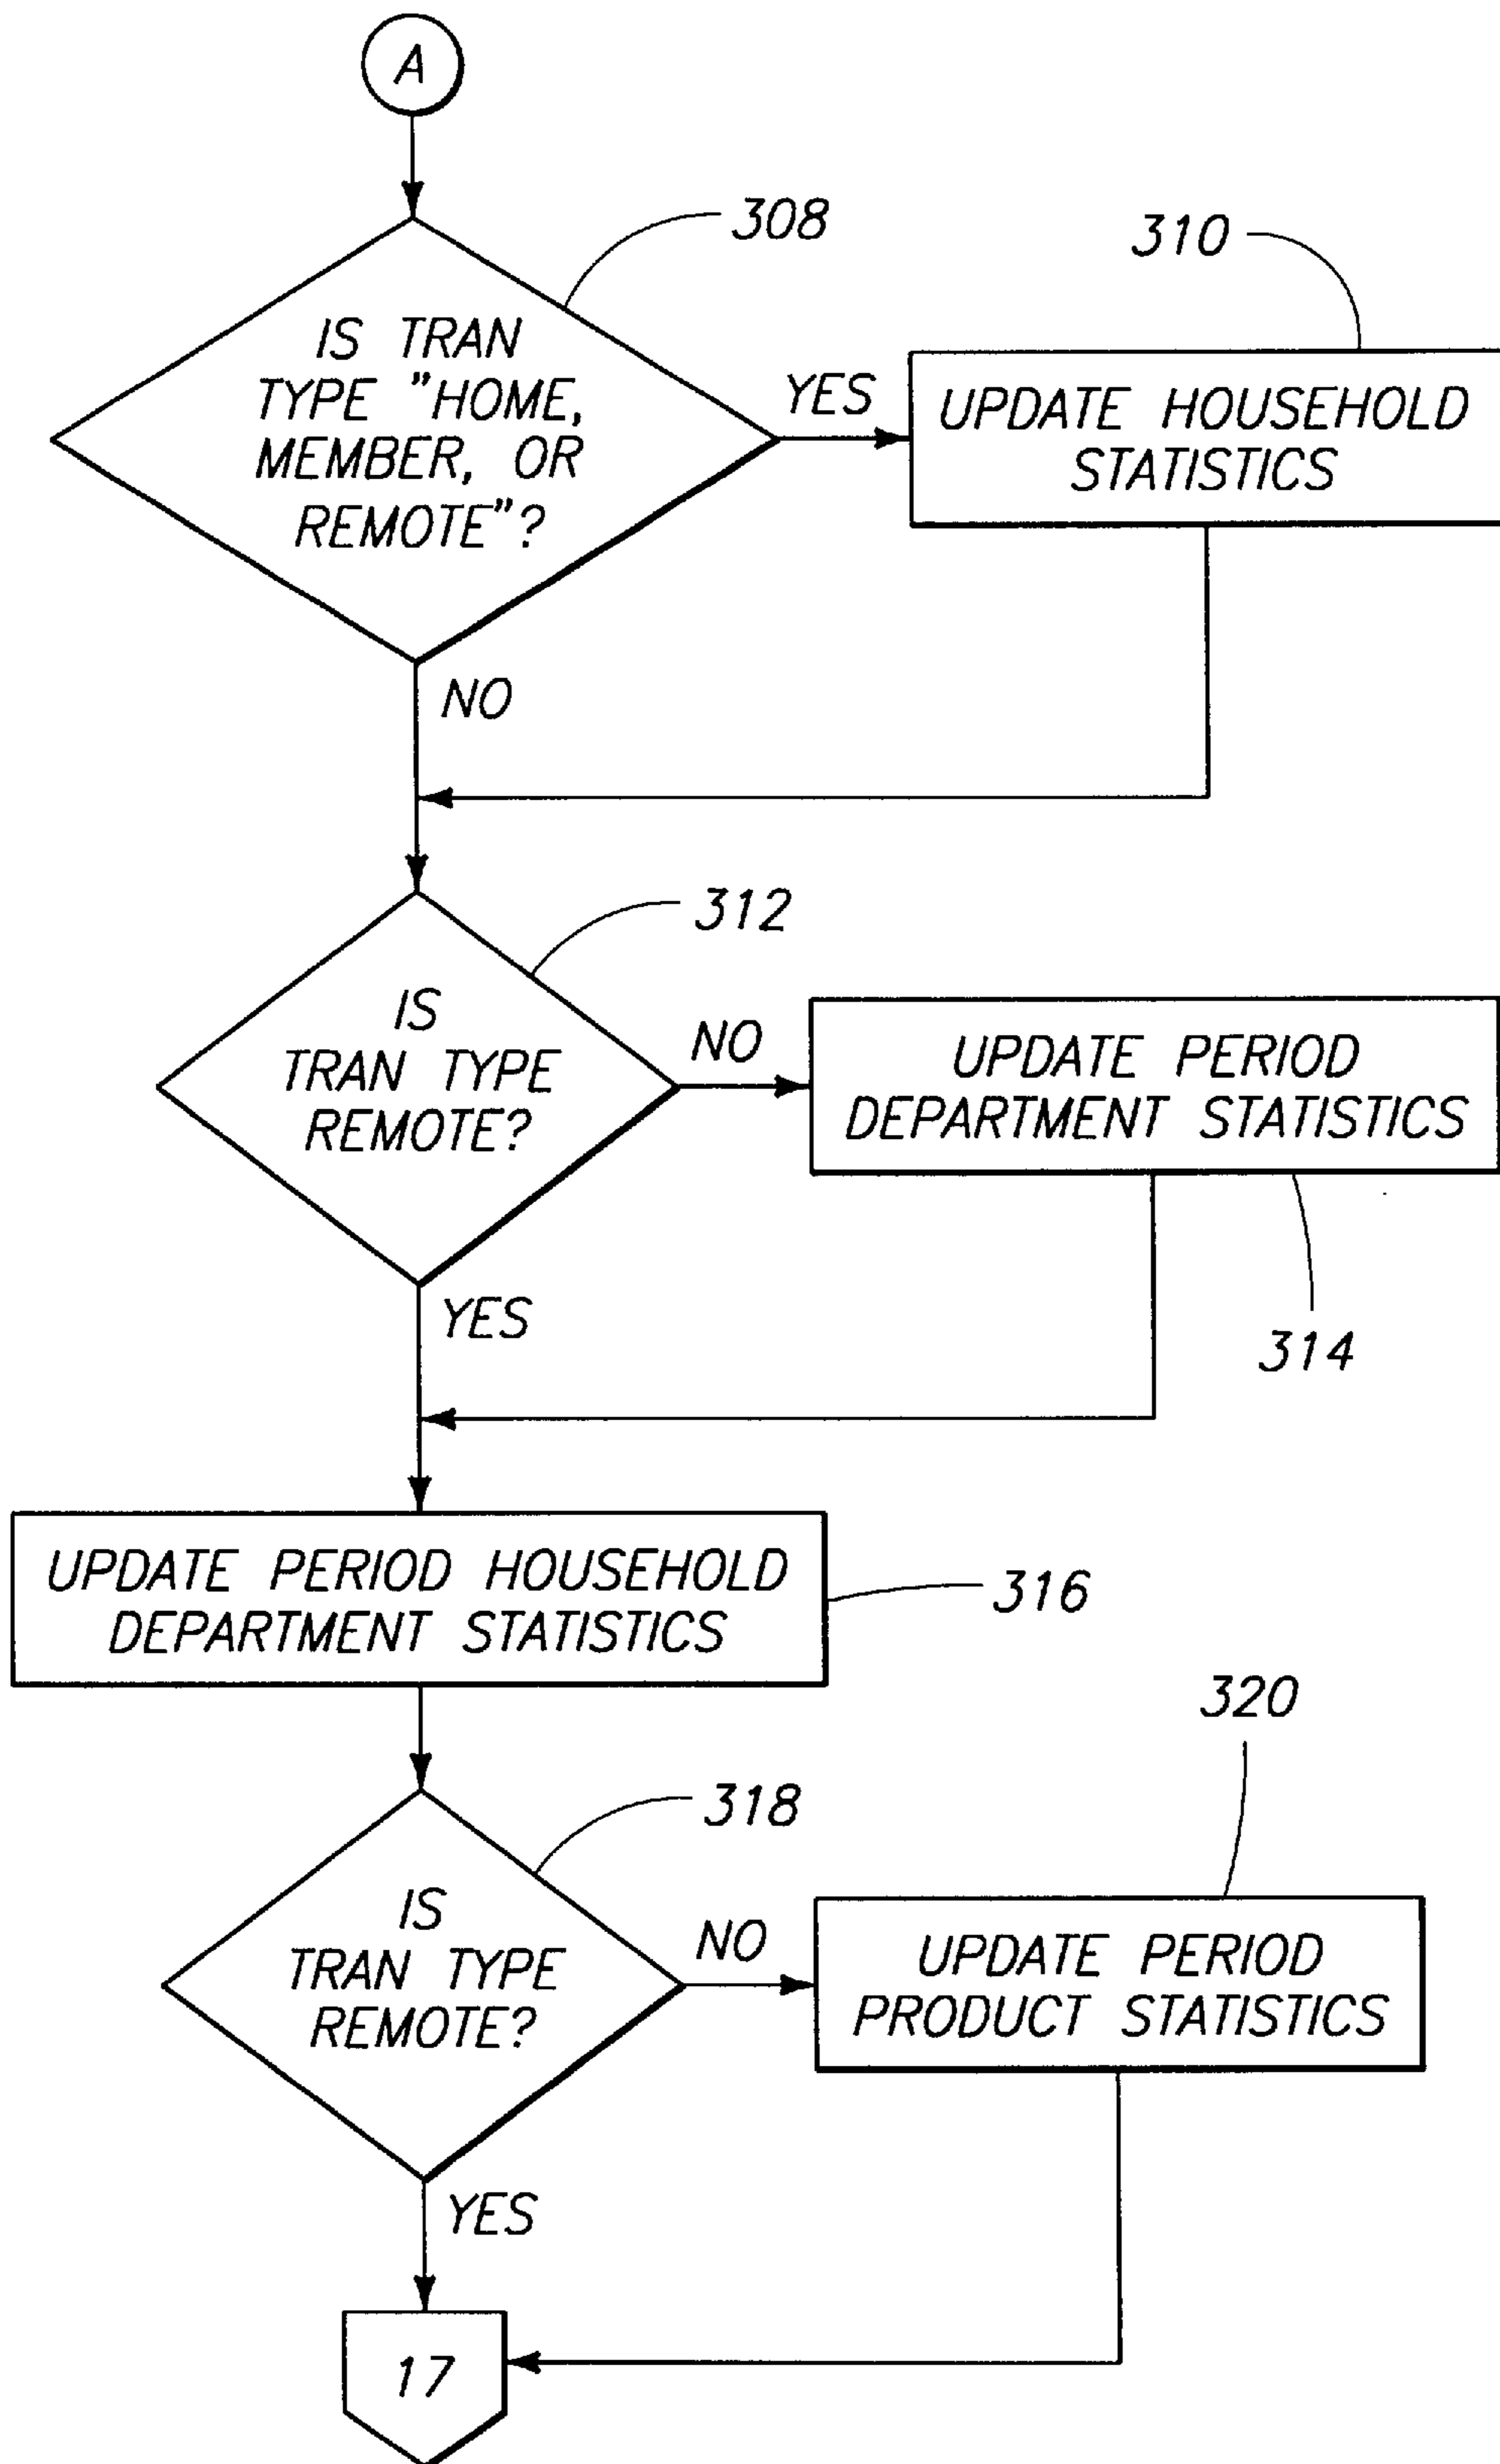 A
308
310
IS TRAN
TYPE "HOME,
MEMBER, OR
REMOTE"?
YES
UPDATE HOUSEHOLD
STATISTICS
NO
312
IS
TRAN TYPE
REMOTE?
NO
UPDATE PERIOD
DEPARTMENT STATISTICS
YES
314
UPDATE PERIOD HOUSEHOLD
DEPARTMENT STATISTICS
316
320
318
IS
TRAN TYPE
REMOTE?
NO
UPDATE PERIOD
PRODUCT STATISTICS
YES
17